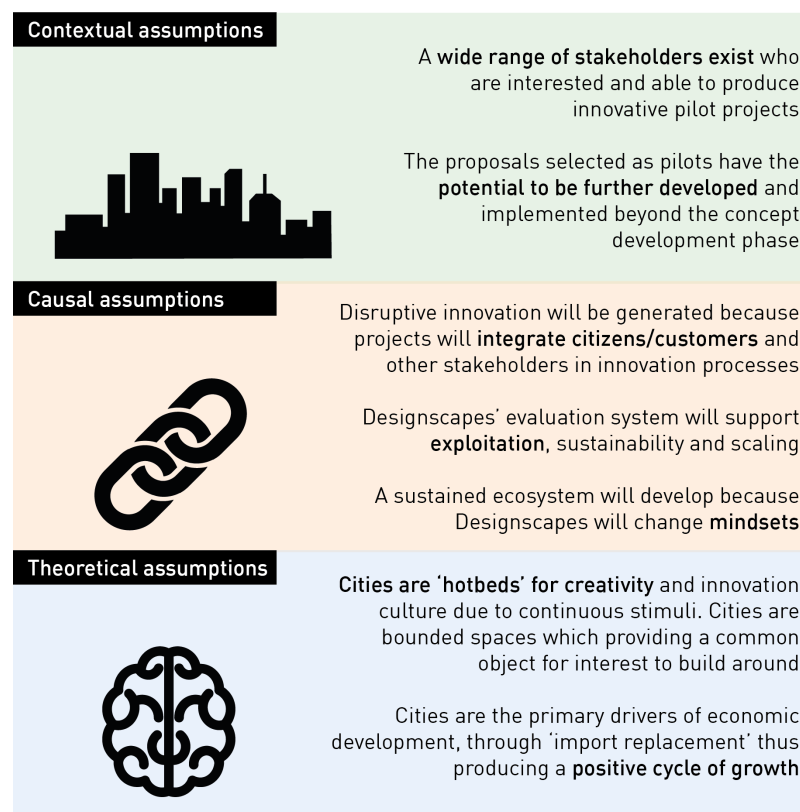 Contextual assumptions
A wide range of stakeholders exist who
are interested and able to produce
innovative pilot projects
The proposals selected as pilots have the
potential to be further developed and
implemented beyond the concept
development phase
Causal assumptions
Disruptive innovation will be generated because
projects will integrate citizens/customers and
other stakeholders in innovation processes
Designscapes’ evaluation system will support
exploitation, sustainability and scaling
A sustained ecosystem will develop because
Designscapes will change mindsets
Theoretical assumptions
Cities are ‘hotbeds’ for creativity and innovation
culture due to continuous stimuli. Cities are
bounded spaces which providing a common
object for interest to build around
Cities are the primary drivers of economic
development, through ‘import replacement’ thus
producing a positive cycle of growth